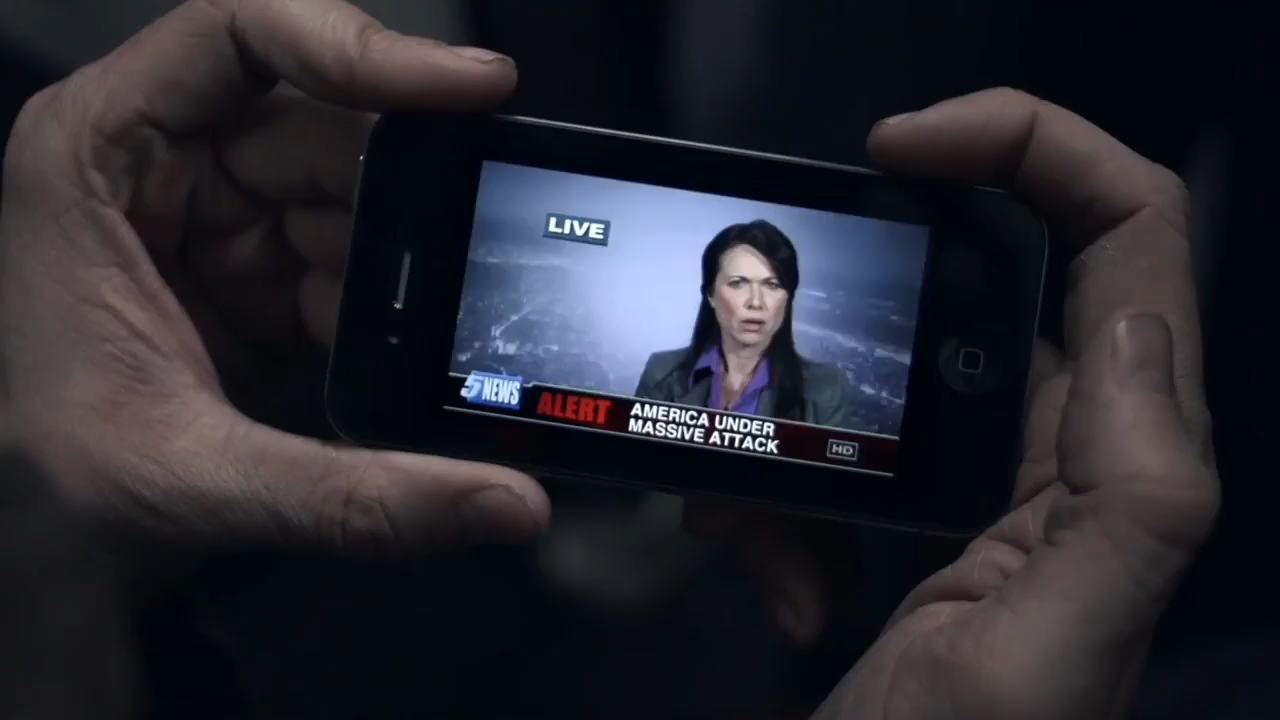 LIVE
5 NEWS
ALERT
AMERICA UNDER
MASSIVE ATTACK
HD